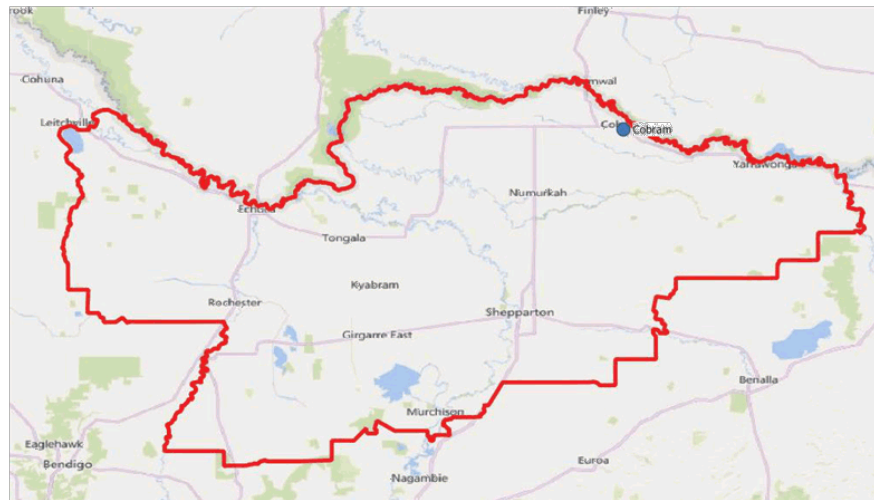 Finley
Cohuna
Leitchville
Cobram
Yarrawonga
Numurkah
Echuca
Tongala
Kyabram
Rochester
Shepparton
Girgarre East
Benalla
Murchison
Eaglehawk
Bendigo
Euroa
Nagambie